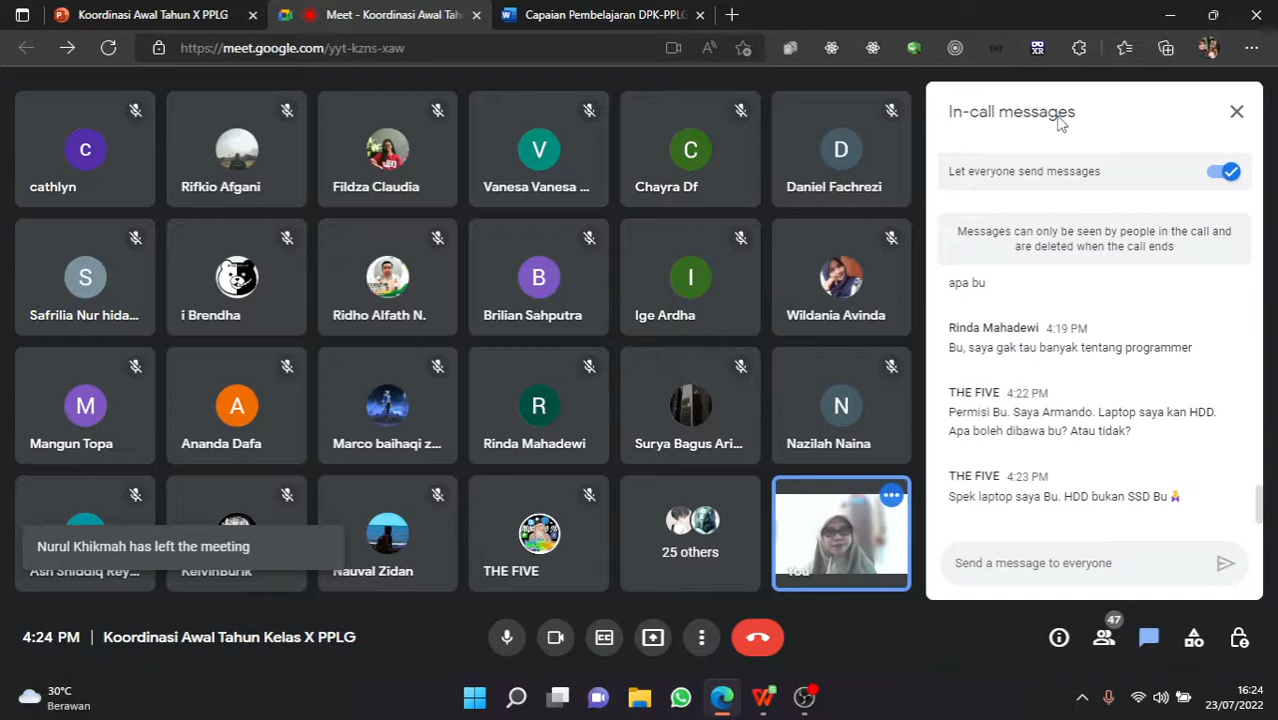 Koordinasi Awal Tahun X PPLG
Meet - Koordinasi Awal Tah
Capaian Pembelajaran DPK-PPLG
https://meet.google.com/yyt-kzns-xaw
XR
c
cathlyn
Rifkio Afgani
Fildza Claudia
V
Vanesa Vanesa ...
C
Chayra Df
D
Daniel Fachrezi
S
Safrilia Nur hida...
i Brendha
Ridho Alfath N.
B
Brilian Sahputra
I
Ige Ardha
Wildania Avinda
M
Mangun Topa
A
Ananda Dafa
Marco baihaqi z...
R
Rinda Mahadewi
Surya Bagus Ari...
N
Nazilah Naina
Ash Shiddiq Rey...
KelvinBurik
Nauval Zidan
THE FIVE
25 others
You
Nurul Khikmah has left the meeting
In-call messages
Let everyone send messages
Messages can only be seen by people in the call and
are deleted when the call ends
apa bu
Rinda Mahadewi 4:19 PM
Bu, saya gak tau banyak tentang programmer
THE FIVE 4:22 PM
Permisi Bu. Saya Armando. Laptop saya kan HDD.
Apa boleh dibawa bu? Atau tidak?
THE FIVE 4:23 PM
Spek laptop saya Bu. HDD bukan SSD Bu
Send a message to everyone
4:24 PM | Koordinasi Awal Tahun Kelas X PPLG
47
30°C
Berawan
16:24
23/07/2022